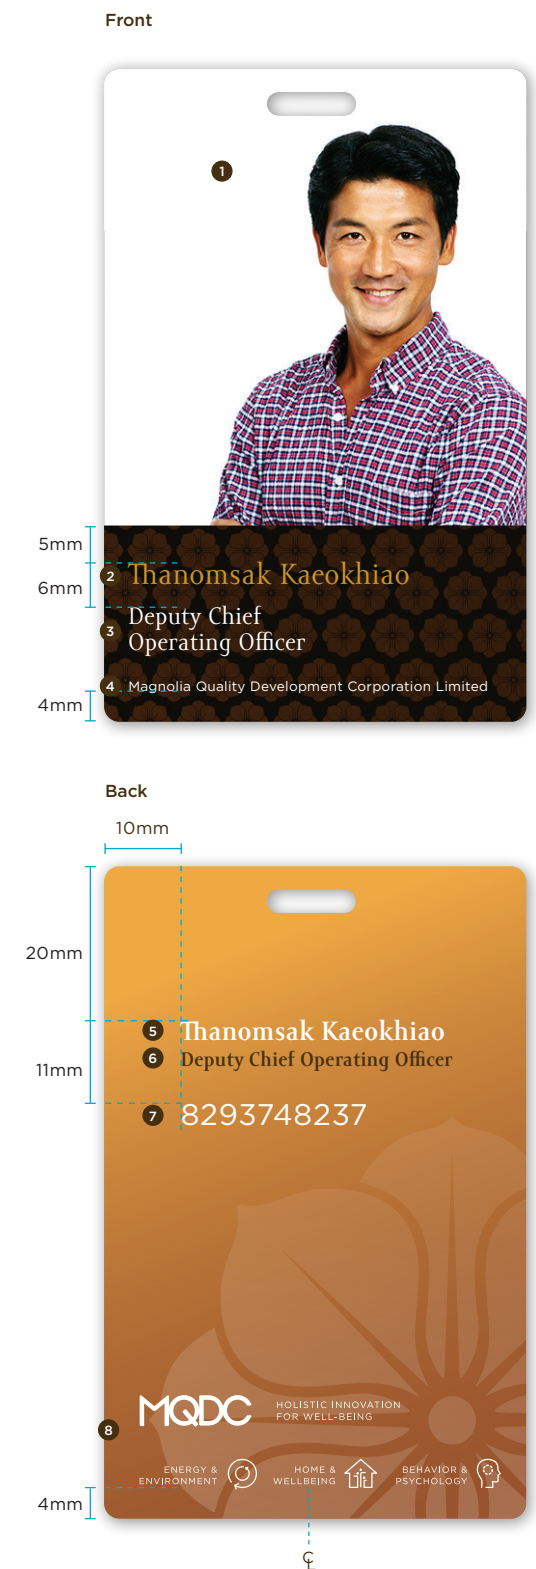 Front
1
5mm
2 Thanomsak Kaeokhiao
6mm
3 Deputy Chief
Operating Officer
4 Magnolia Quality Development Corporation Limited
4mm
Back
10mm
20mm
5 Thanomsak Kaeokhiao
6 Deputy Chief Operating Officer
11mm
7 8293748237
MQDC
HOLISTIC INNOVATION
FOR WELL-BEING
8
ENERGY &
ENVIRONMENT
HOME &
WELLBEING
BEHAVIOR &
PSYCHOLOGY
4mm
℄